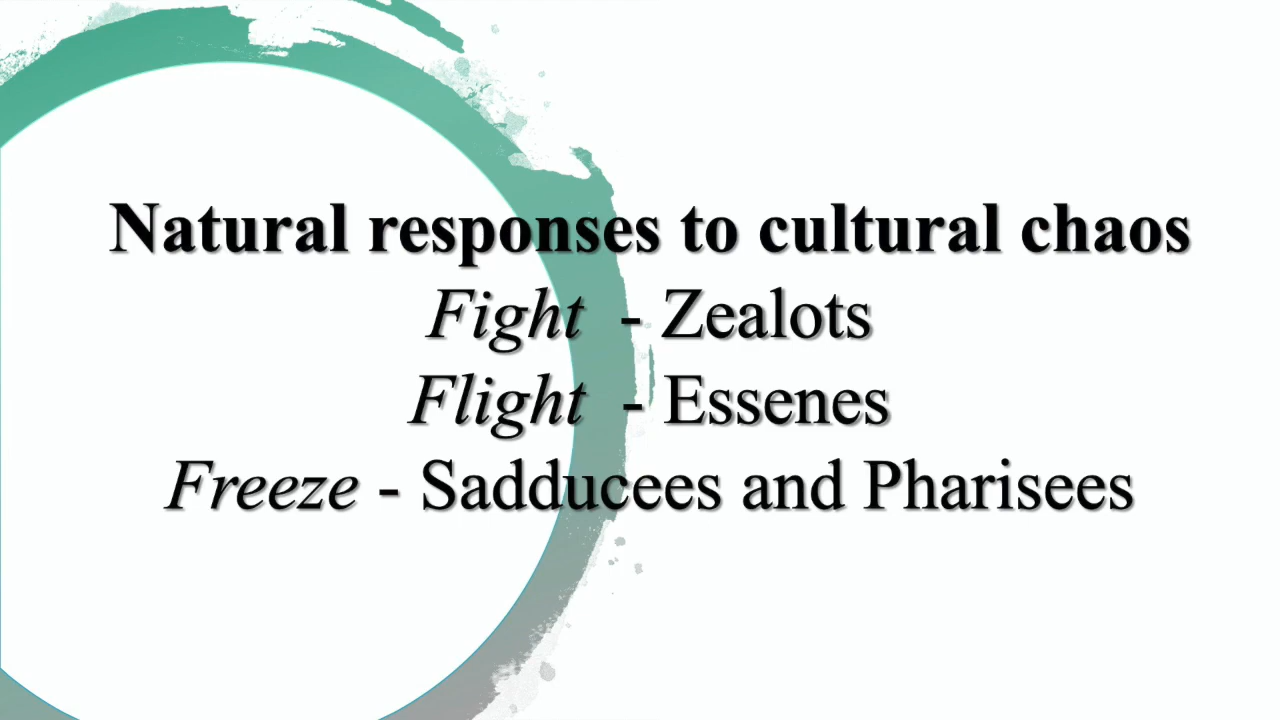 Natural responses to cultural chaos
Fight - Zealots
Flight - Essenes
Freeze - Sadducees and Pharisees